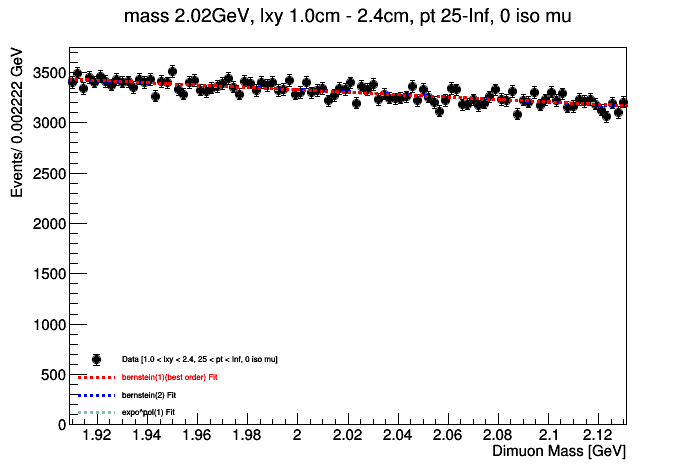 mass 2.02GeV, lxy 1.0cm - 2.4cm, pt 25-Inf, 0 iso mu
Events/ 0.002222 GeV
3500
3000
2500
2000
1500
1000
500
0
Data [1.0 < lxy < 2.4, 25 < pt < Inf, 0 iso mu]
bernstein(1)(best order) Fit
bernstein(2) Fit
expo*pol(1) Fit
1.92 1.94 1.96 1.98 2 2.02 2.04 2.06 2.08 2.1 2.12
Dimuon Mass [GeV]